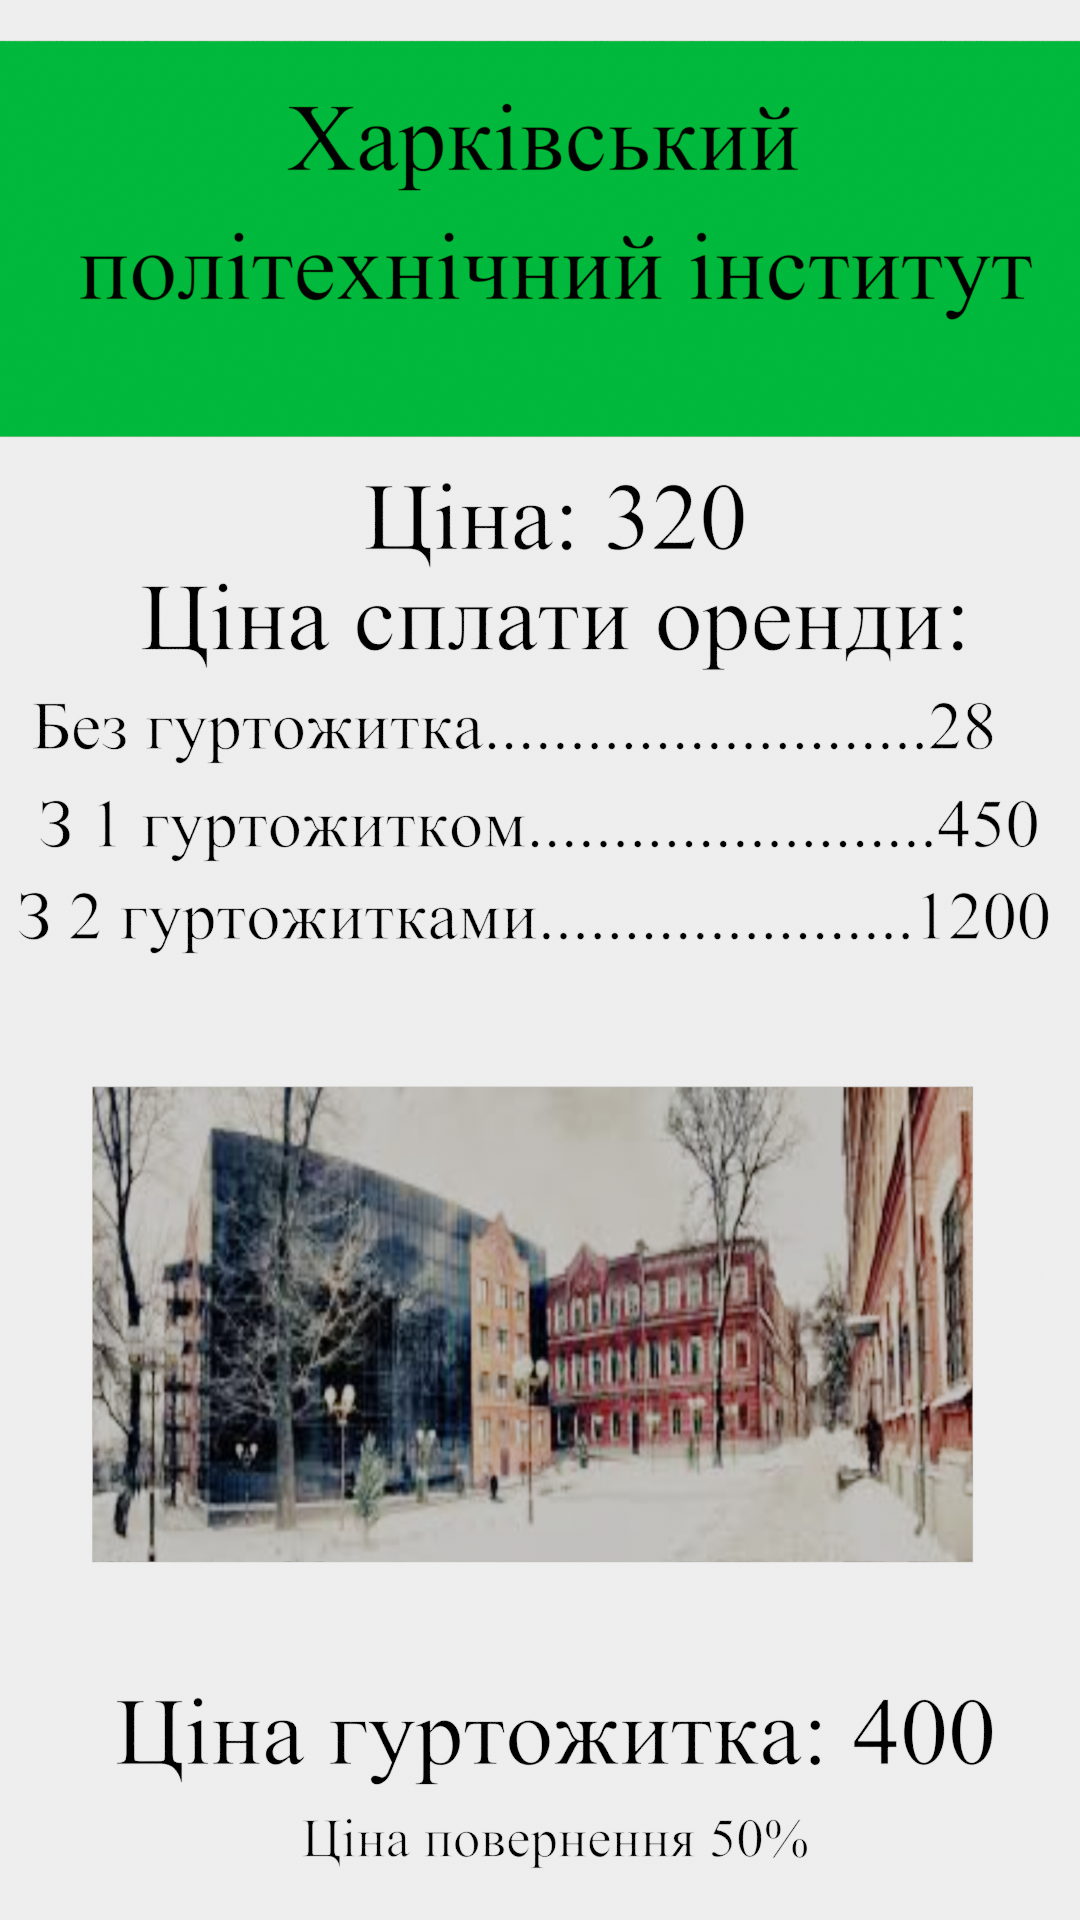 Харківський
політехнічний інститут
Ціна: 320
Ціна сплати оренди:
Без гуртожитка..........................28
З 1 гуртожитком........................450
З 2 гуртожитками......................1200
Ціна гуртожитка: 400
Ціна повернення 50%